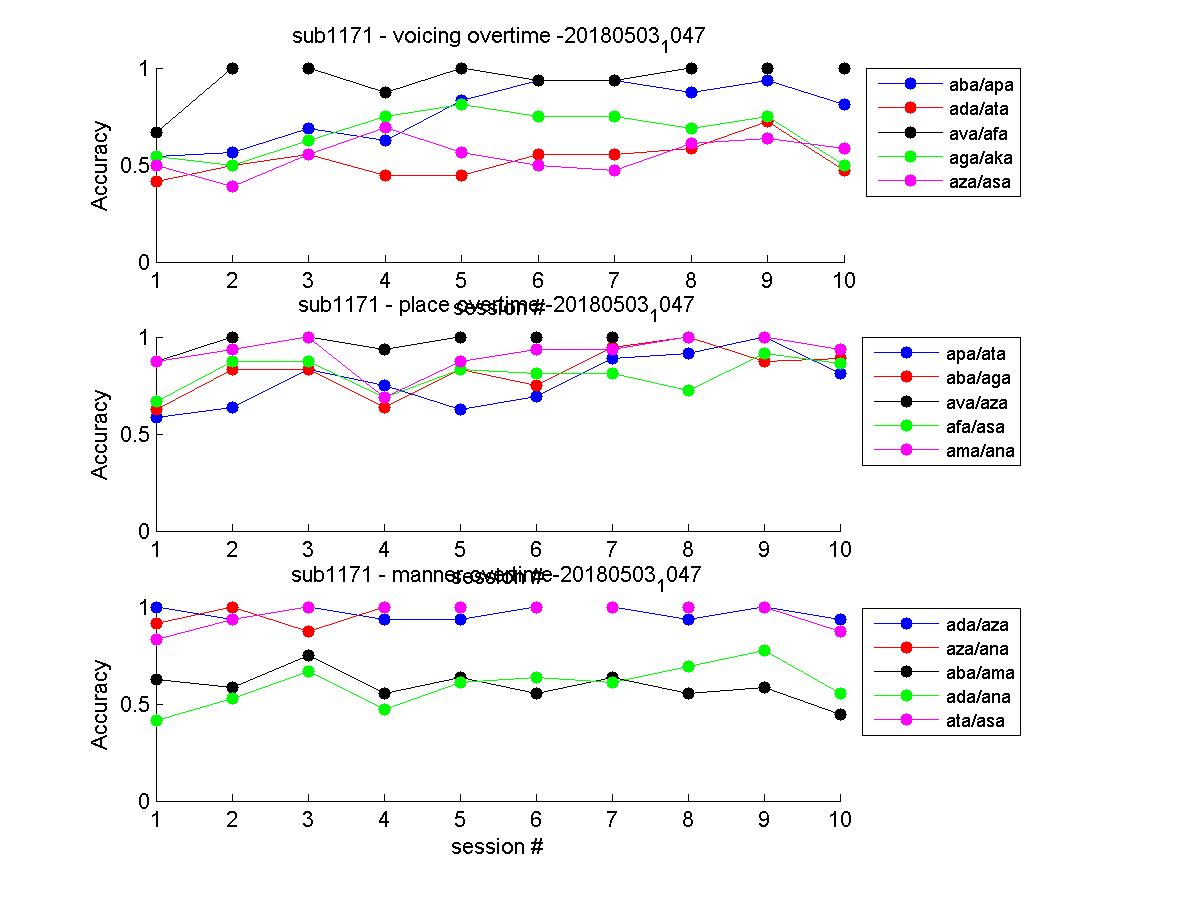 sub1171 - voicing overtime -20180503_1047
1
0.5
0
Accuracy
1 2 3 4 5 6 7 8 9 10
session #
aba/apa
ada/ata
ava/afa
aga/aka
aza/asa
sub1171 - place overtime -20180503_1047
1
0.5
0
Accuracy
1 2 3 4 5 6 7 8 9 10
session #
apa/ata
aba/aga
ava/aza
afa/asa
ama/ana
sub1171 - manner overtime -20180503_1047
1
0.5
0
Accuracy
1 2 3 4 5 6 7 8 9 10
session #
ada/aza
aza/ana
aba/ama
ada/ana
ata/asa